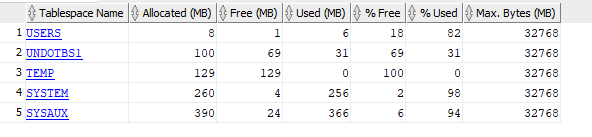 Tablespace Name Allocated (MB) Free (MB) Used (MB) % Free % Used Max. Bytes (MB)
1 USERS 8 1 6 18 82 32768
2 UNDOTBS1 100 69 31 69 31 32768
3 TEMP 129 129 0 100 0 32768
4 SYSTEM 260 4 256 2 98 32768
5 SYSAUX 390 24 366 6 94 32768